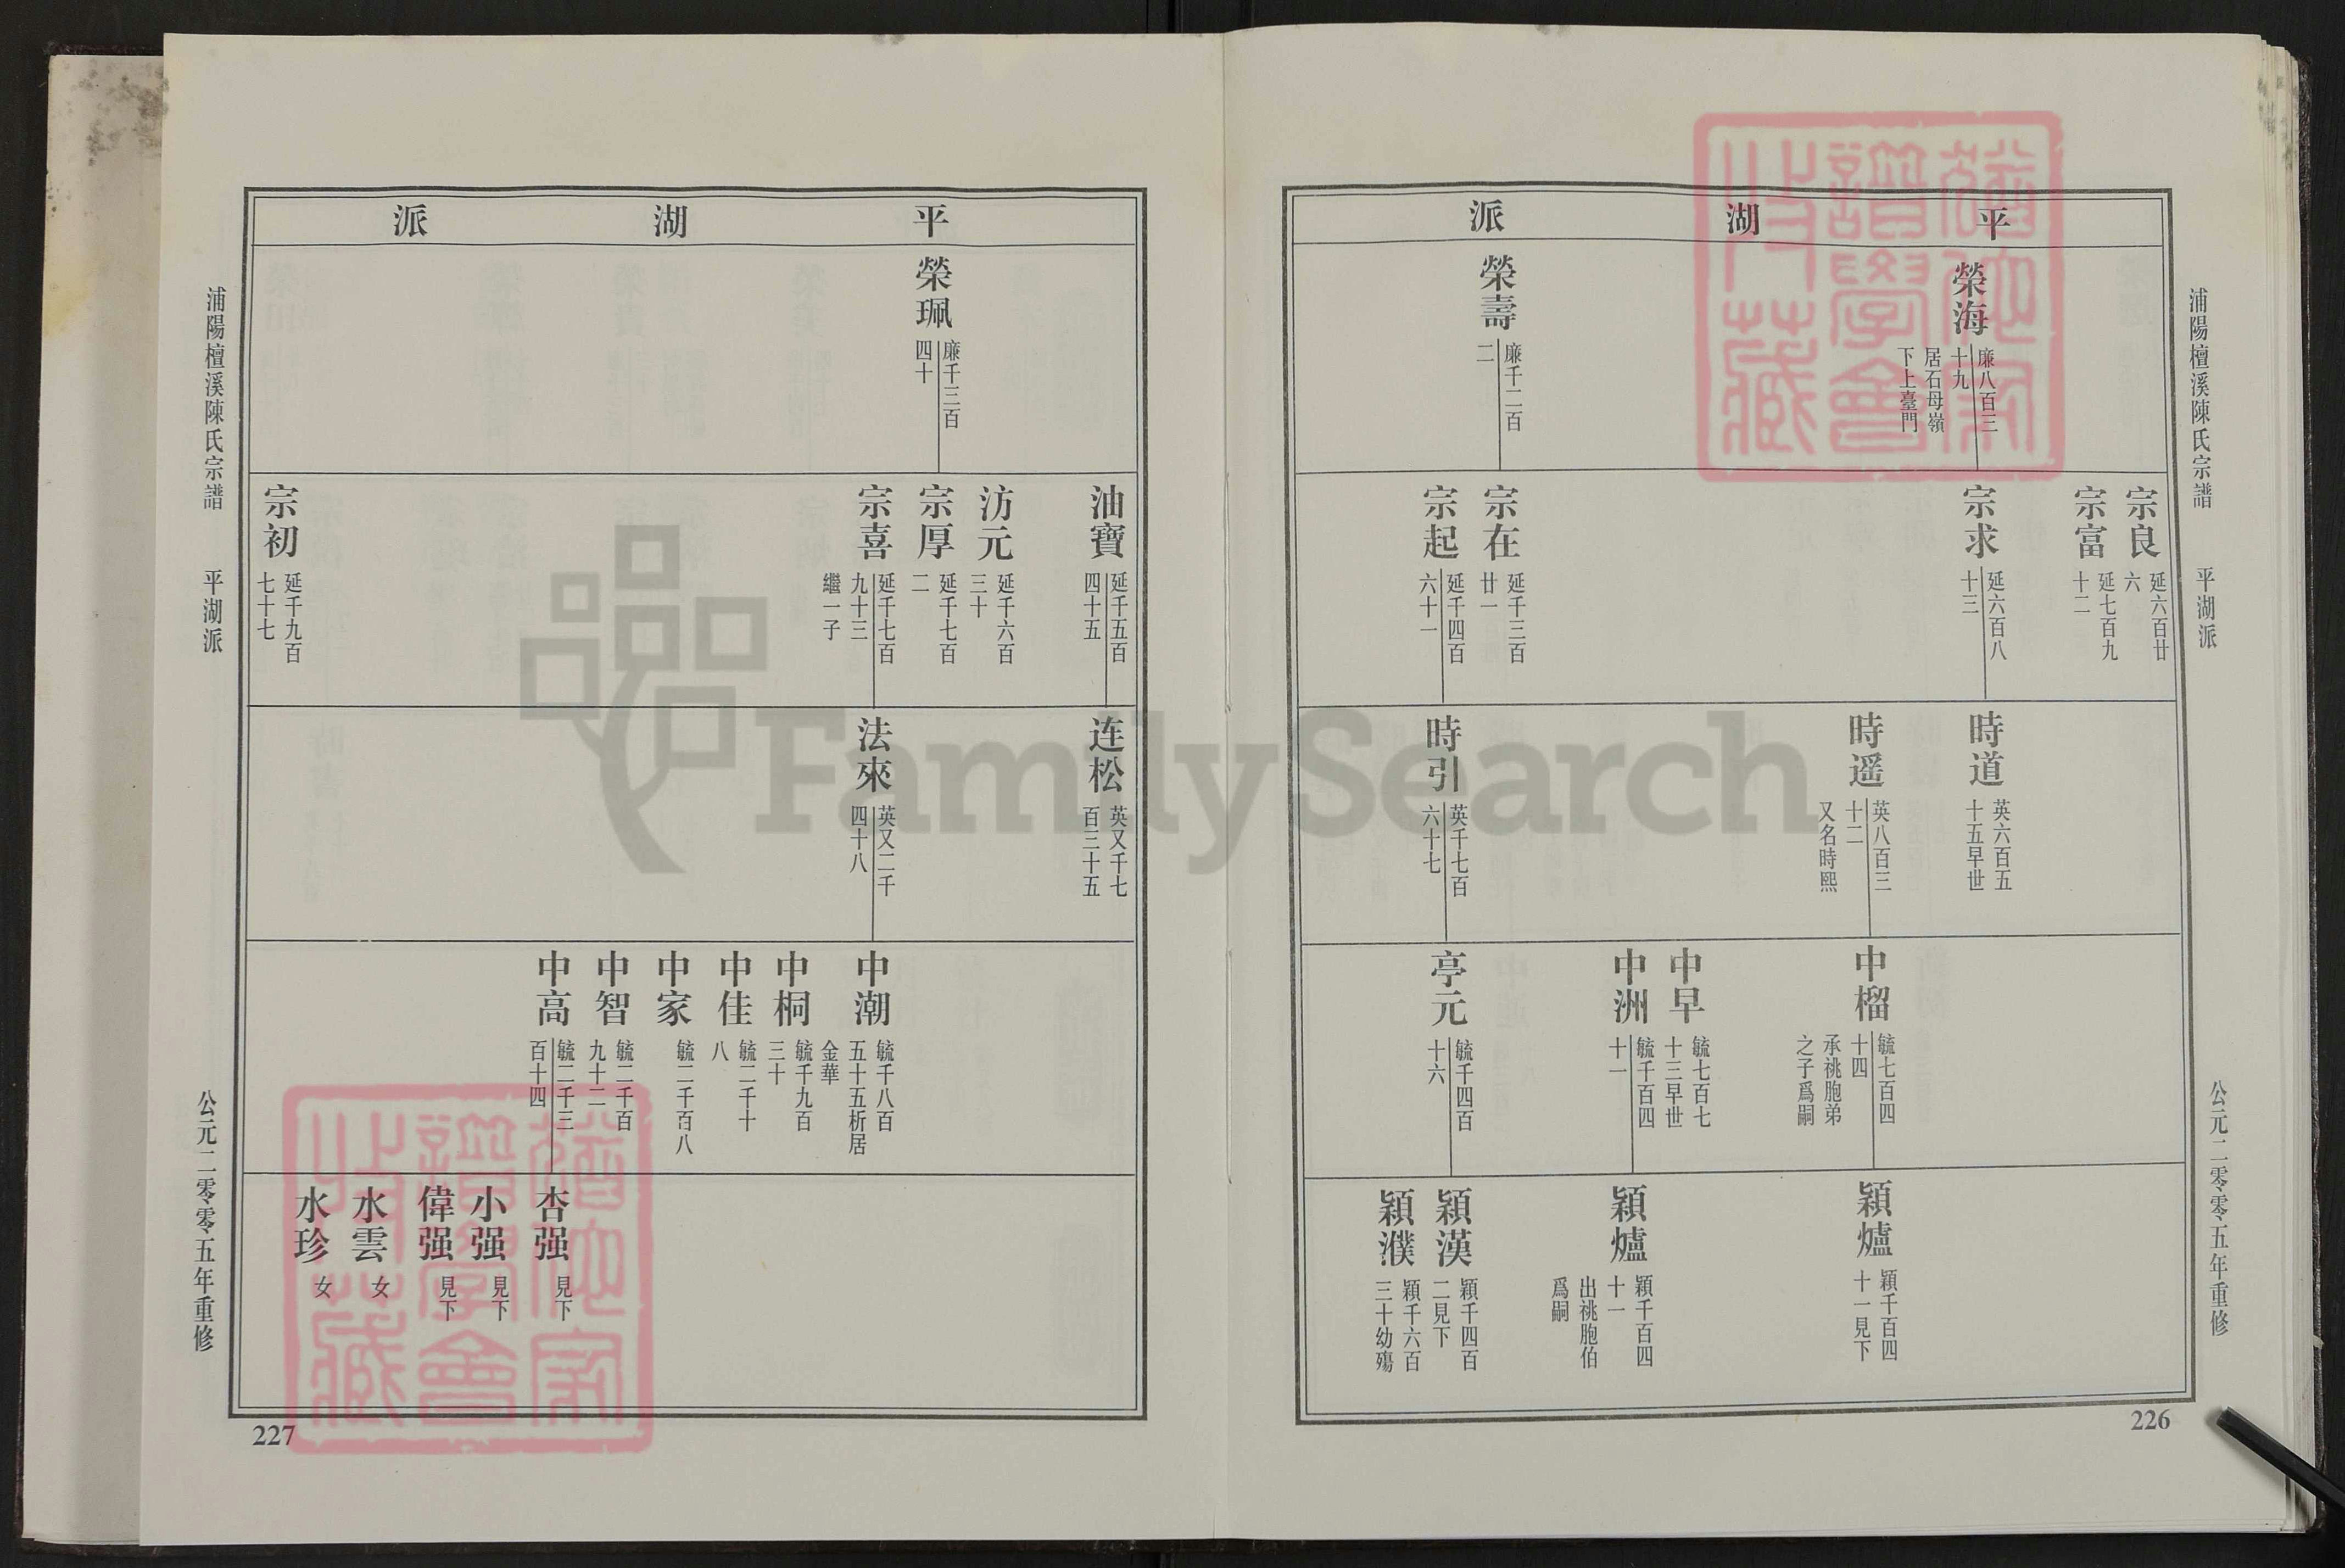 浦陽檀溪陳氏宗譜　平湖派　公元二零零五年重修
226
平湖派
榮海
廉八百三
十九
居石母嶺
下上臺門
榮壽
廉千二百
二
宗良
延六百廿
六
宗富
延七百九
十二
宗求
延六百八
十三
宗在
延千三百
廿一
宗起
延千四百
六十一
時道
英六百五
十五早世
時遥
英八百三
十二
又名時熙
時引
英千七百
六十七
中榴
毓七百四
十四
承祧胞弟
之子爲嗣
中早
毓七百七
十三早世
中洲
毓千百四
十一
亭元
毓千四百
十六
穎爐
穎千百四
十一見下
穎爐
穎千百四
十一
出祧胞伯
爲嗣
穎漢
穎千四百
二見下
穎濮
穎千六百
三十幼殤
平湖派
榮珮
廉千三百
四十
油寶
延千五百
四十五
汸元
延千六百
三十
宗厚
延千七百
二
宗喜
延千七百
九十三
繼一子
宗初
延千九百
七十七
连松
英又千七
百三十五
法來
英又二千
四十八
中潮
毓千八百
五十五析居
金華
中桐
毓千九百
三十
中佳
毓二千十
八
中家
毓二千百八
中智
毓二千百
九十二
中高
毓二千三
百十四
杏强
見下
小强
見下
偉强
見下
水雲
女
水珍
女
浦陽檀溪陳氏宗譜　平湖派　公元二零零五年重修
227
FamilySearch